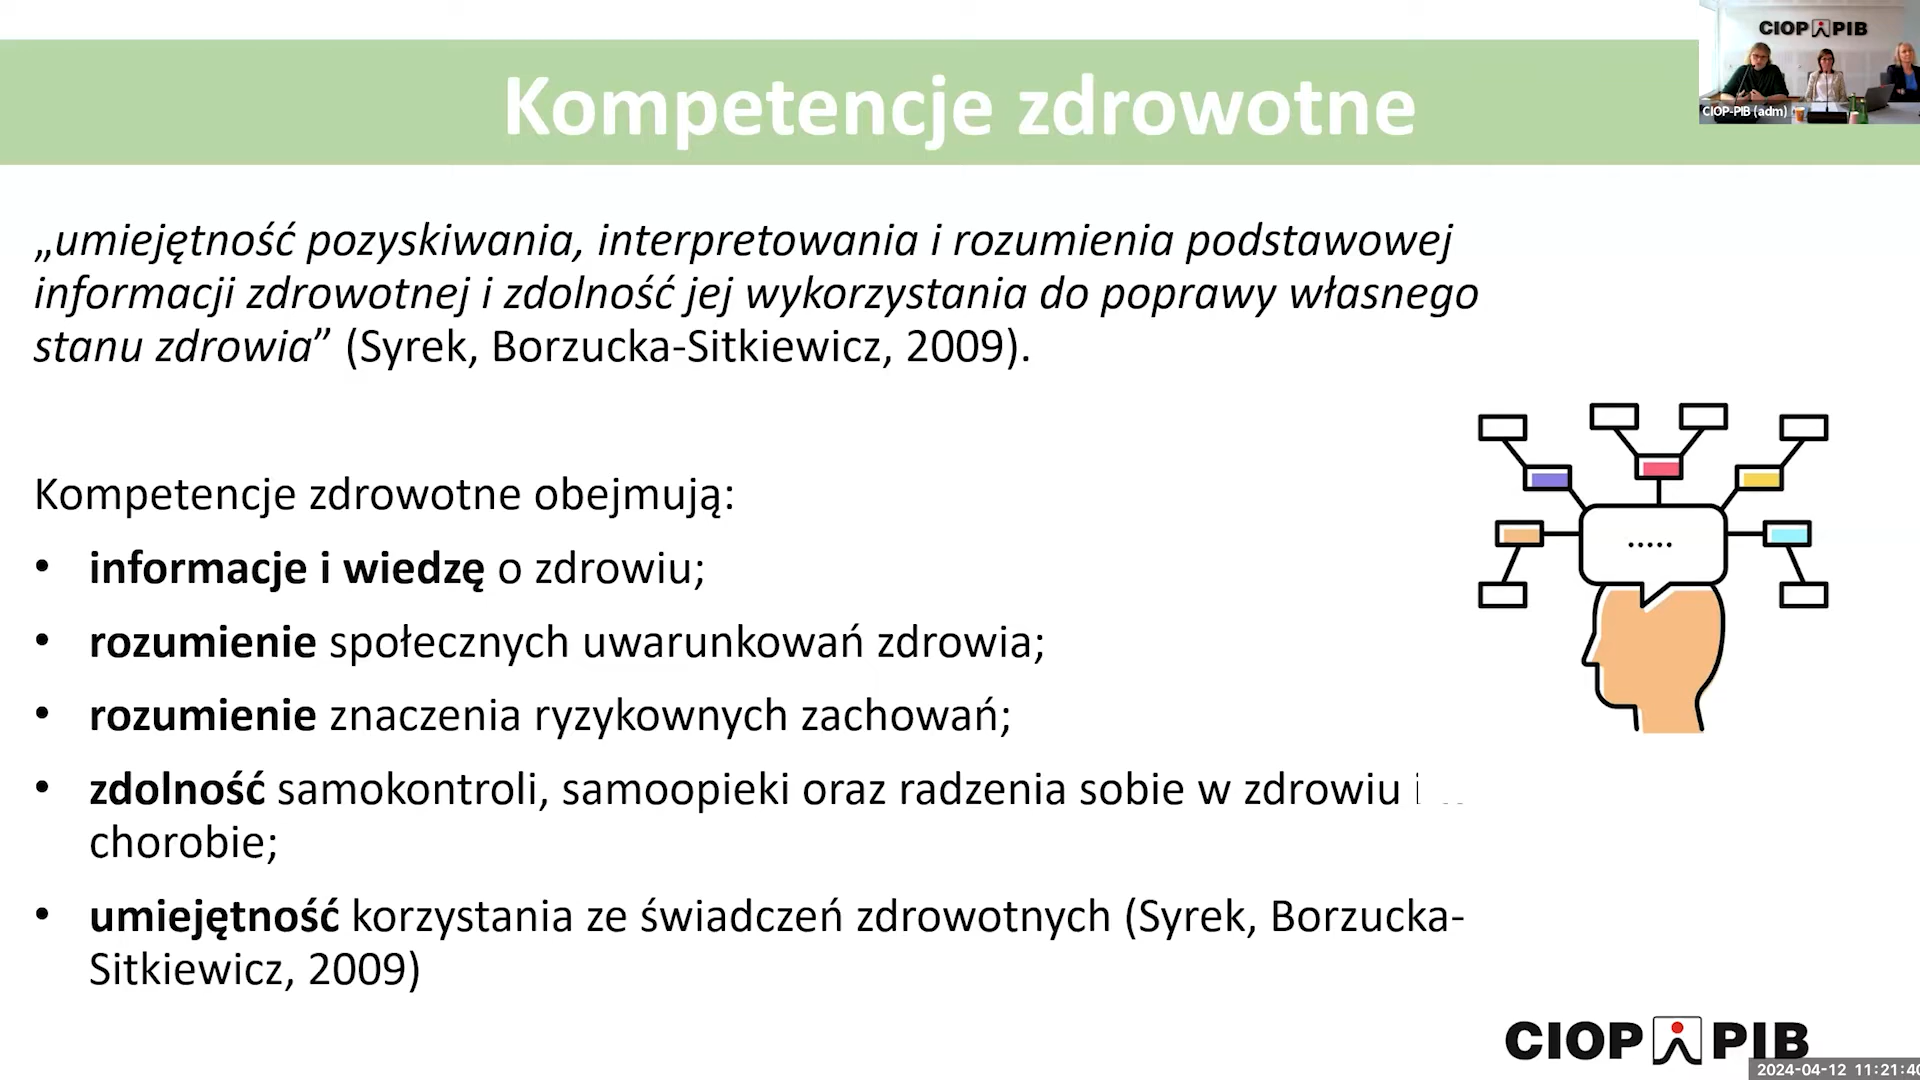 Kompetencje zdrowotne
CIOP PIB
CIOP-PIB (adm)
„umiejętność pozyskiwania, interpretowania i rozumienia podstawowej
informacji zdrowotnej i zdolność jej wykorzystania do poprawy własnego
stanu zdrowia” (Syrek, Borzucka-Sitkiewicz, 2009).
Kompetencje zdrowotne obejmują:
• informacje i wiedzę o zdrowiu;
• rozumienie społecznych uwarunkowań zdrowia;
• rozumienie znaczenia ryzykownych zachowań;
• zdolność samokontroli, samoopieki oraz radzenia sobie w zdrowiu i
chorobie;
• umiejętność korzystania ze świadczeń zdrowotnych (Syrek, Borzucka-
Sitkiewicz, 2009)
.....
CIOP PIB
2024-04-12 11:21:40